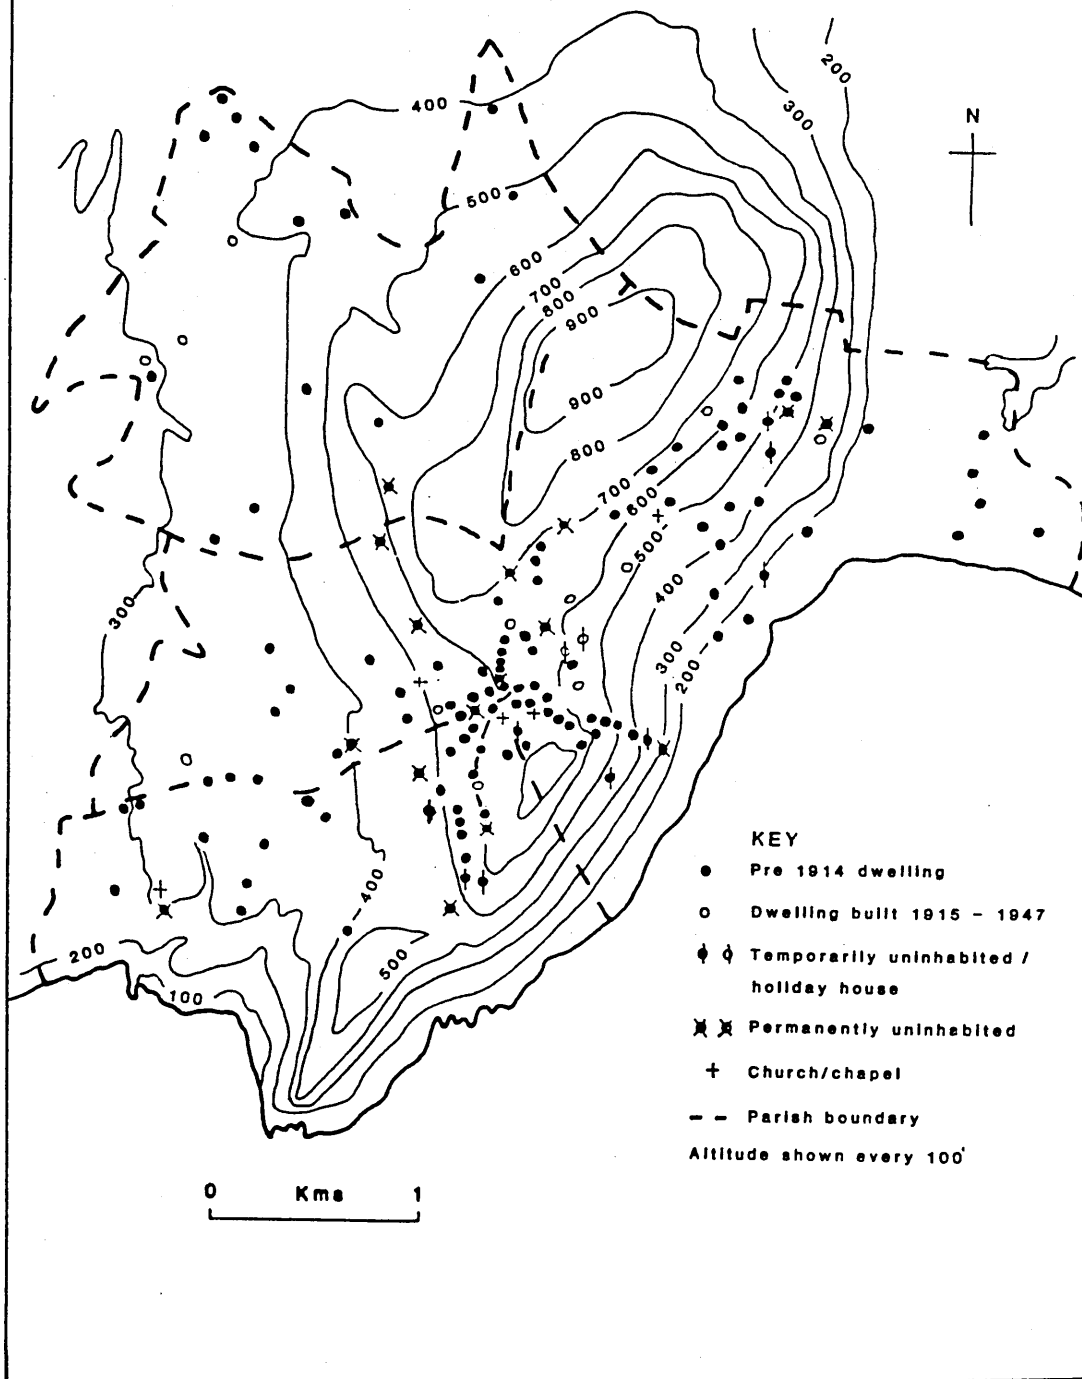 200
300
400
N
500
600
700
800
900
900
800
700
600
500
400
300
300
200
400
500
200
100
KEY
Pre 1914 dwelling
Dwelling built 1915 - 1947
Temporarily uninhabited /
holiday house
Permanently uninhabited
Church/chapel
Parish boundary
Altitude shown every 100'
0 Kms 1